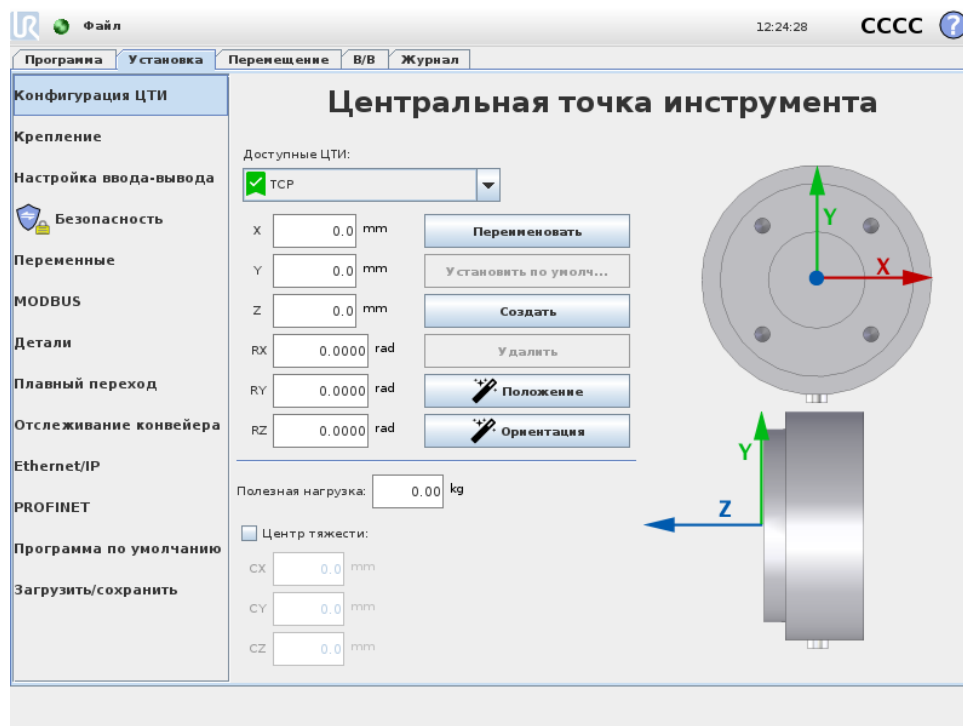 UR Файл 12:24:28 CCCC ?
Программа Установка Перемещение В/В Журнал
Конфигурация ЦТИ
Крепление
Настройка ввода-вывода
Безопасность
Переменные
MODBUS
Детали
Плавный переход
Отслеживание конвейера
Ethernet/IP
PROFINET
Программа по умолчанию
Загрузить/сохранить
Центральная точка инструмента
Доступные ЦТИ:
TCP
X 0.0 mm Переименовать
Y 0.0 mm Установить по умолч...
Z 0.0 mm Создать
RX 0.0000 rad Удалить
RY 0.0000 rad Положение
RZ 0.0000 rad Ориентация
Полезная нагрузка: 0.00 kg
Центр тяжести:
CX 0.0 mm
CY 0.0 mm
CZ 0.0 mm
Y
X
Y
Z